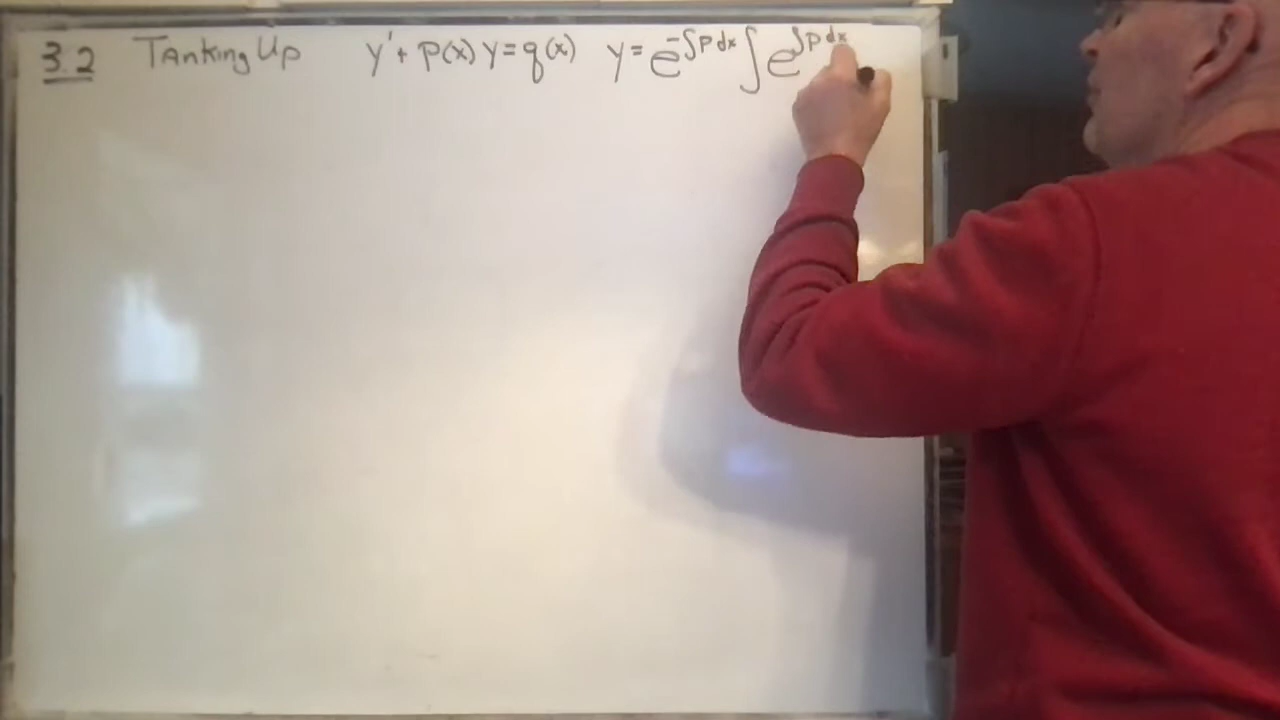 3.2 Tanking Up y' + p(x) y = q(x) y = e^{-∫p dx} ∫ e^{∫p dx}